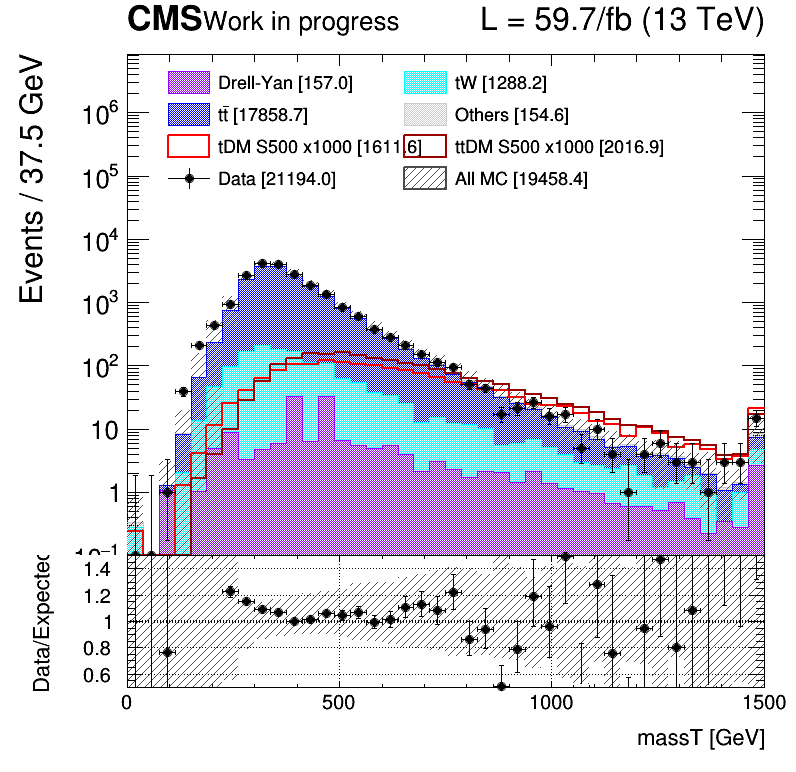 CMS Work in progress L = 59.7/fb (13 TeV)
Events / 37.5 GeV
Drell-Yan [157.0] tW [1288.2]
tt̄ [17858.7] Others [154.6]
tDM S500 x1000 [1611.6] ttDM S500 x1000 [2016.9]
Data [21194.0] All MC [19458.4]
10⁶
10⁵
10⁴
10³
10²
10
1
10⁻¹
Data/Expected
1.4
1.2
1
0.8
0.6
0 500 1000 1500
massT [GeV]